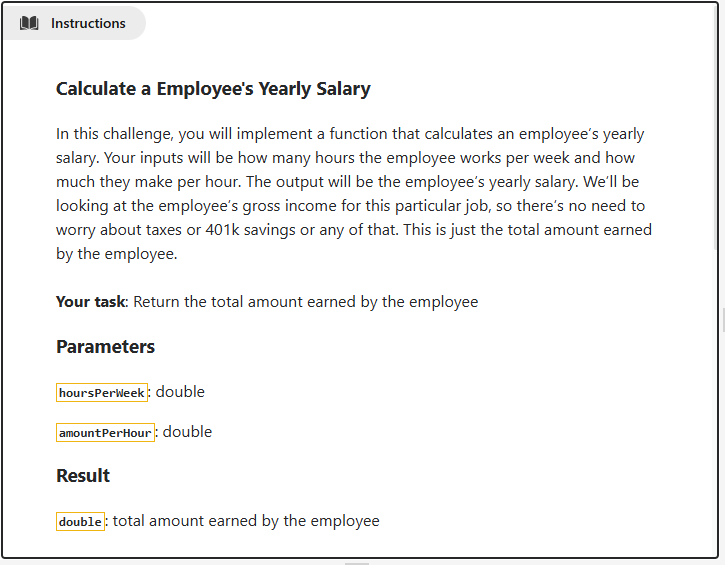 Instructions
Calculate a Employee's Yearly Salary
In this challenge, you will implement a function that calculates an employee’s yearly
salary. Your inputs will be how many hours the employee works per week and how
much they make per hour. The output will be the employee’s yearly salary. We’ll be
looking at the employee’s gross income for this particular job, so there’s no need to
worry about taxes or 401k savings or any of that. This is just the total amount earned
by the employee.
Your task: Return the total amount earned by the employee
Parameters
hoursPerWeek: double
amountPerHour: double
Result
double: total amount earned by the employee